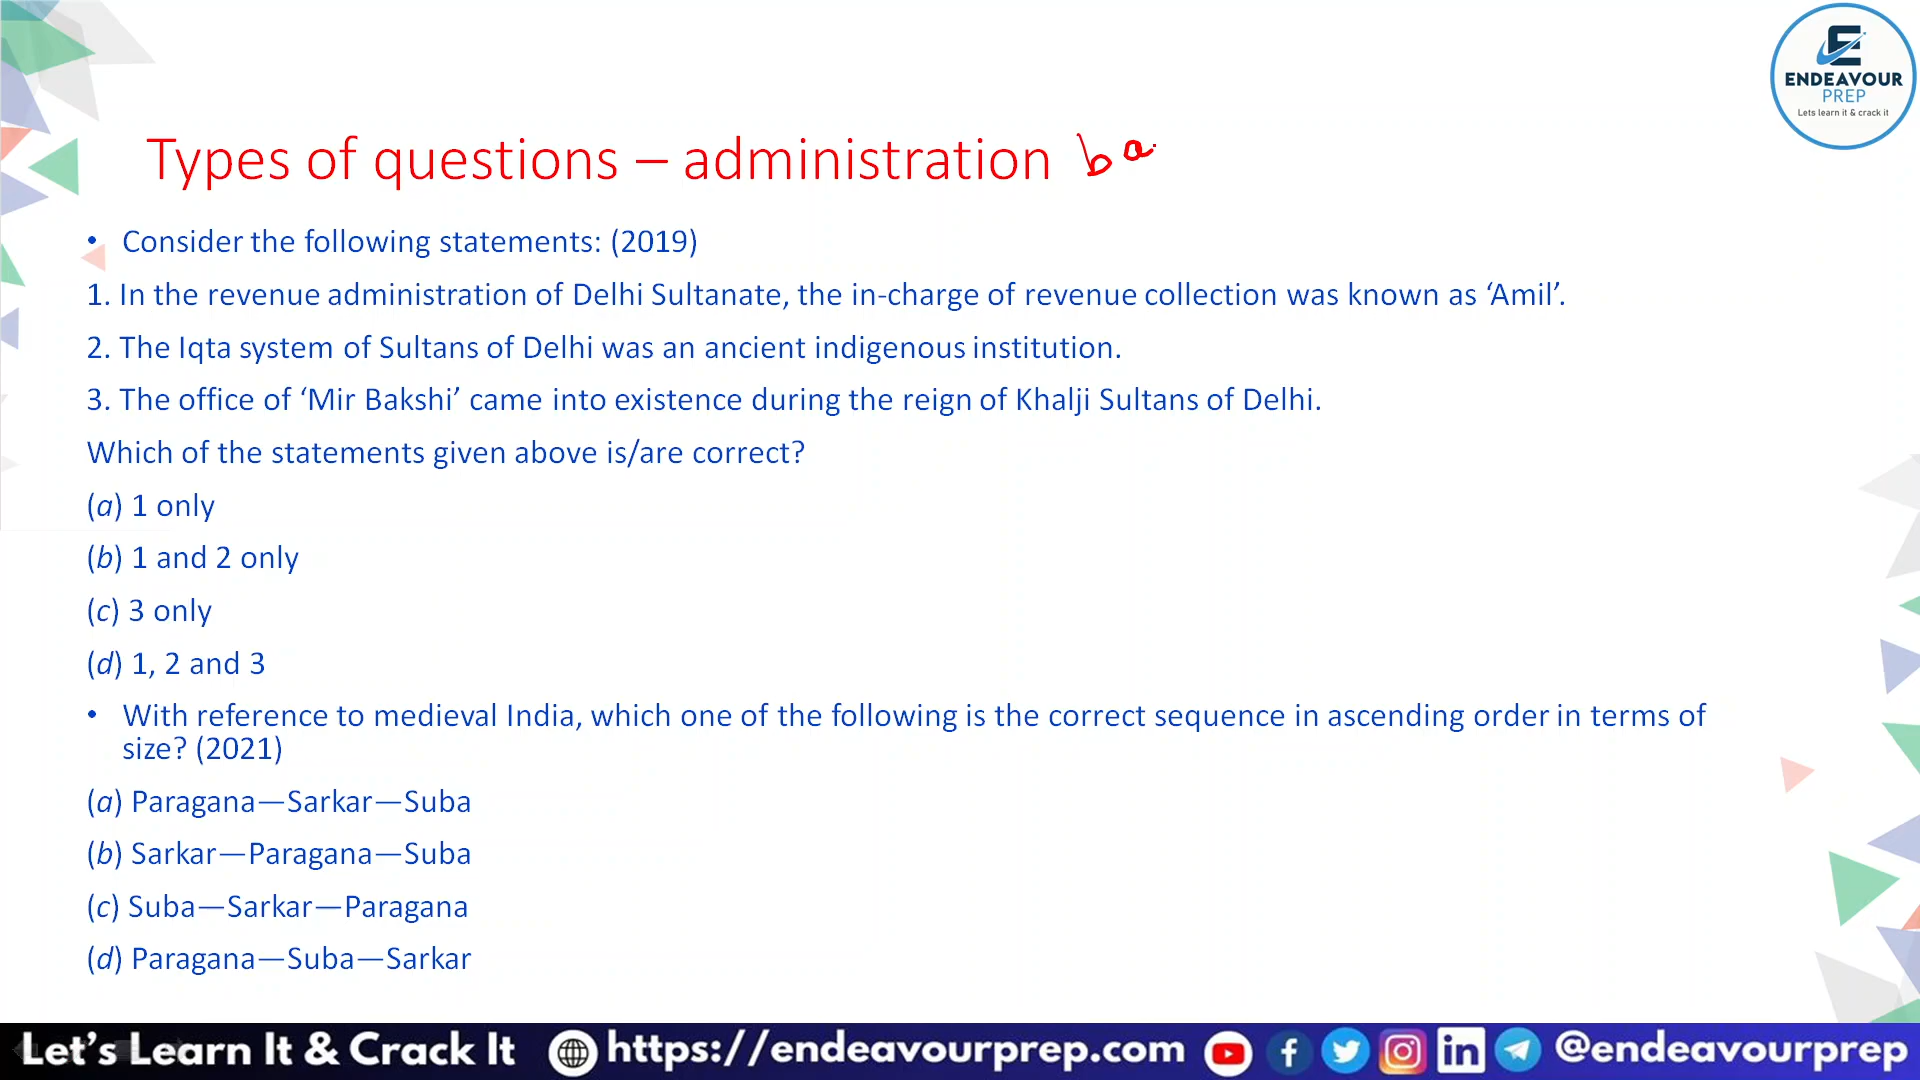 ENDEAVOUR
PREP
Lets learn it & crack it
Types of questions – administration ba
• Consider the following statements: (2019)
1. In the revenue administration of Delhi Sultanate, the in-charge of revenue collection was known as ‘Amil’.
2. The Iqta system of Sultans of Delhi was an ancient indigenous institution.
3. The office of ‘Mir Bakshi’ came into existence during the reign of Khalji Sultans of Delhi.
Which of the statements given above is/are correct?
(a) 1 only
(b) 1 and 2 only
(c) 3 only
(d) 1, 2 and 3
• With reference to medieval India, which one of the following is the correct sequence in ascending order in terms of
size? (2021)
(a) Paragana—Sarkar—Suba
(b) Sarkar—Paragana—Suba
(c) Suba—Sarkar—Paragana
(d) Paragana—Suba—Sarkar
Let’s Learn It & Crack It https://endeavourprep.com @endeavourprep